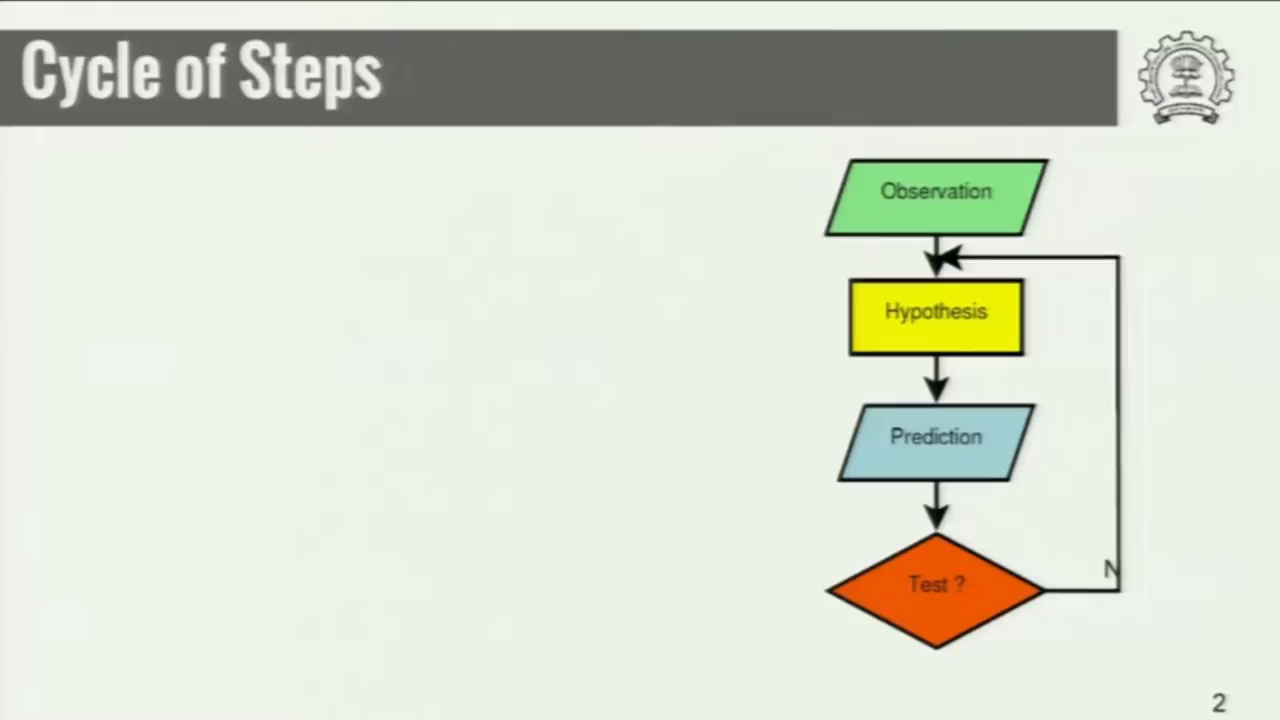 Cycle of Steps
Observation
Hypothesis
Prediction
Test ?
N
2